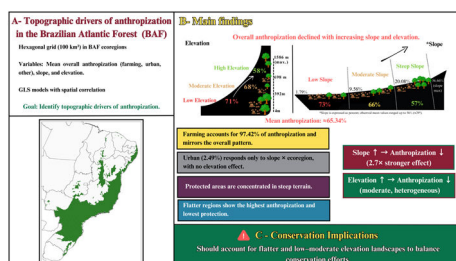 A- Topographic drivers of anthropization
in the Brazilian Atlantic Forest (BAF)
Hexagonal grid (100 km²) in BAF ecoregions
Variables: Mean overall anthropization (farming, urban,
other), slope, and elevation.
GLS models with spatial correlation
Goal: Identify topographic drivers of anthropization.
B- Main findings
Overall anthropization declined with increasing slope and elevation.
Elevation
High Elevation
58%
Moderate Elevation
68%
Low Elevation
71%
*Slope
Low Slope
Moderate Slope
Steep Slope
73%
66%
57%
Mean anthropization: ≈65.34%
Farming accounts for 97.42% of anthropization and
mirrors the overall pattern.
Urban (2.49%) responds only to slope × ecoregion,
with no elevation effect.
Protected areas are concentrated in steep terrain.
Flatter regions show the highest anthropization and
lowest protection.
Slope ↑ → Anthropization ↓
(2.7× stronger effect)
Elevation ↑ → Anthropization ↓
(moderate, heterogeneous)
C - Conservation Implications
Should account for flatter and low–moderate elevation landscapes to balance
conservation efforts.